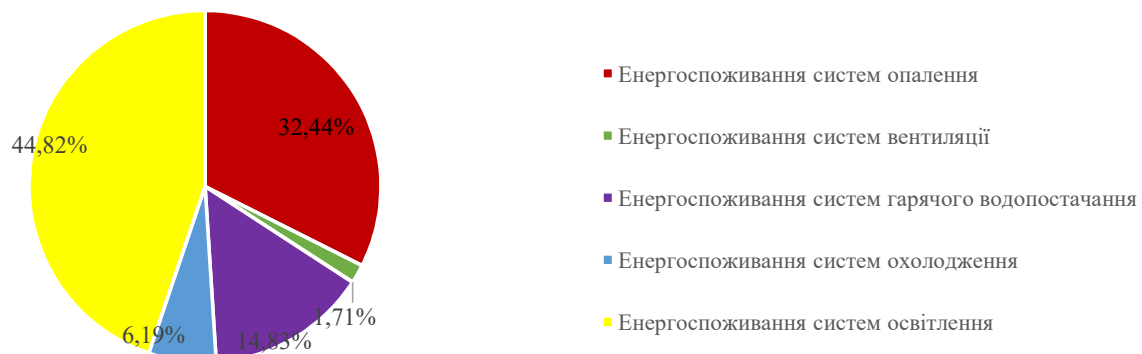 32,44%
44,82%
1,71%
6,19%
14,83%
Енергоспоживання систем опалення
Енергоспоживання систем вентиляції
Енергоспоживання систем гарячого водопостачання
Енергоспоживання систем охолодження
Енергоспоживання систем освітлення